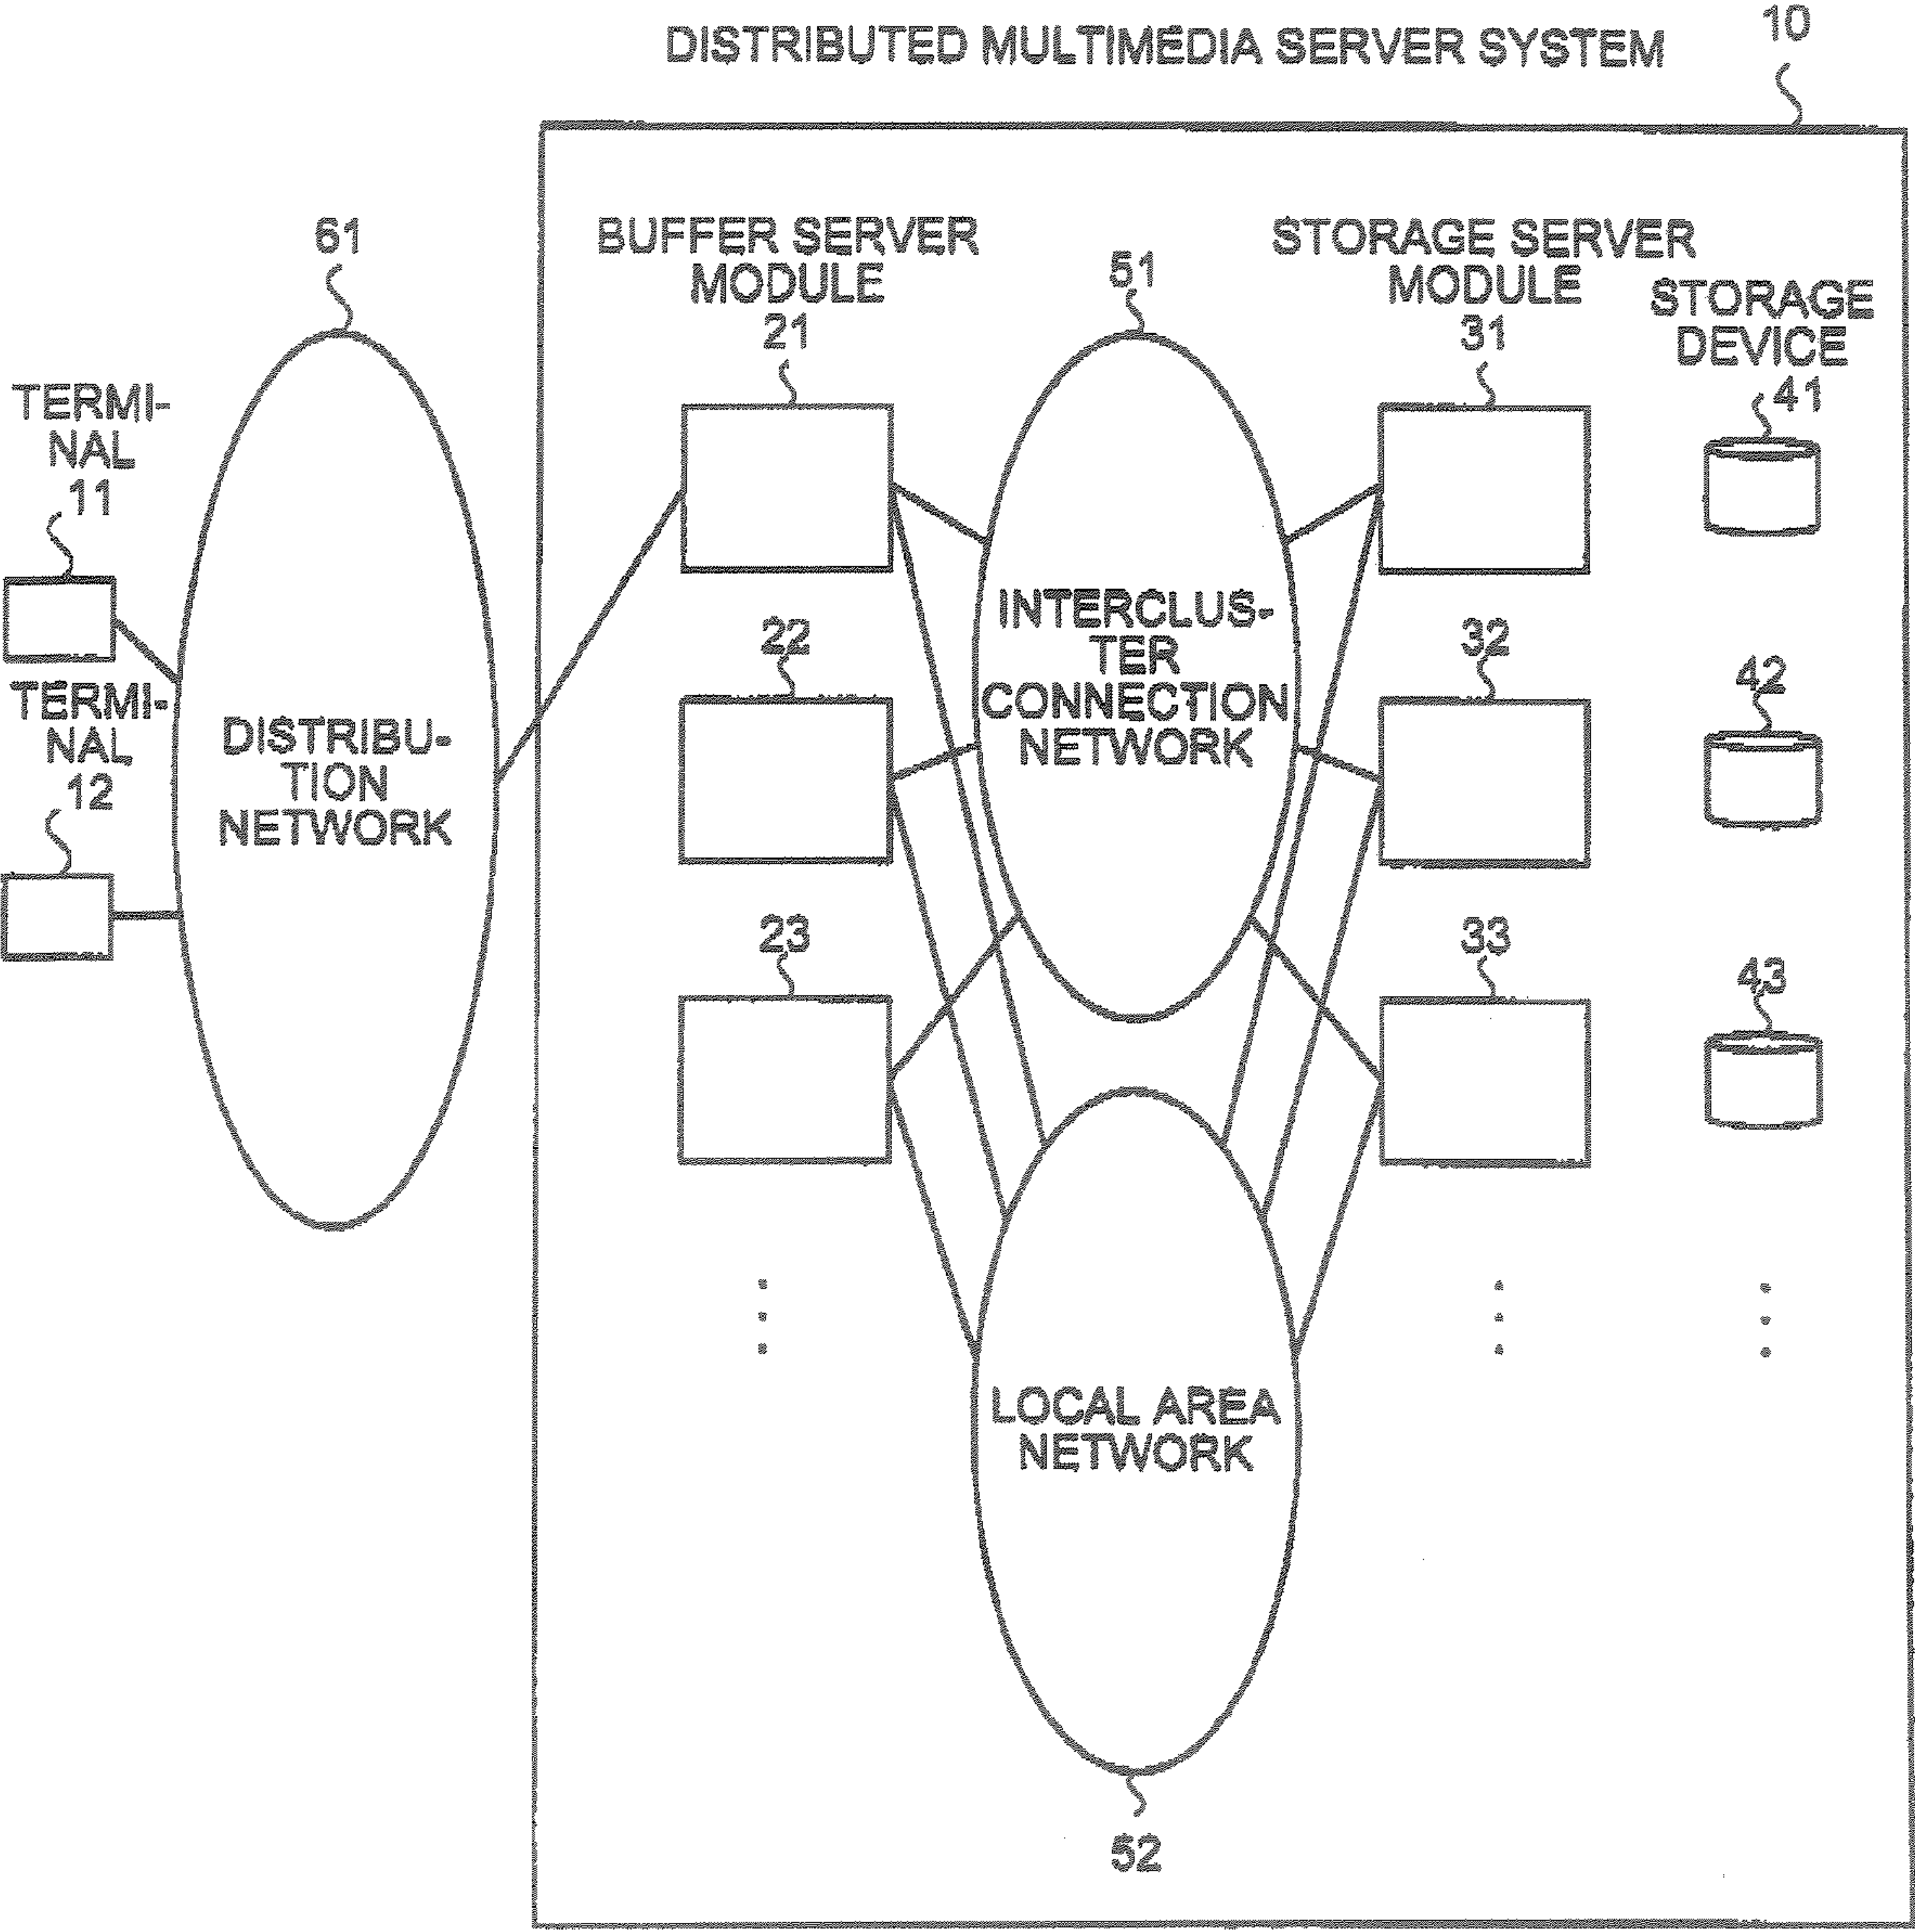 DISTRIBUTED MULTIMEDIA SERVER SYSTEM
10
61
BUFFER SERVER
MODULE
21
51
STORAGE SERVER
MODULE
31
STORAGE
DEVICE
41
TERMI-
NAL
11
TERMI-
NAL
12
DISTRIBU-
TION
NETWORK
22
INTERCLUS-
TER
CONNECTION
NETWORK
32
42
23
33
43
LOCAL AREA
NETWORK
52